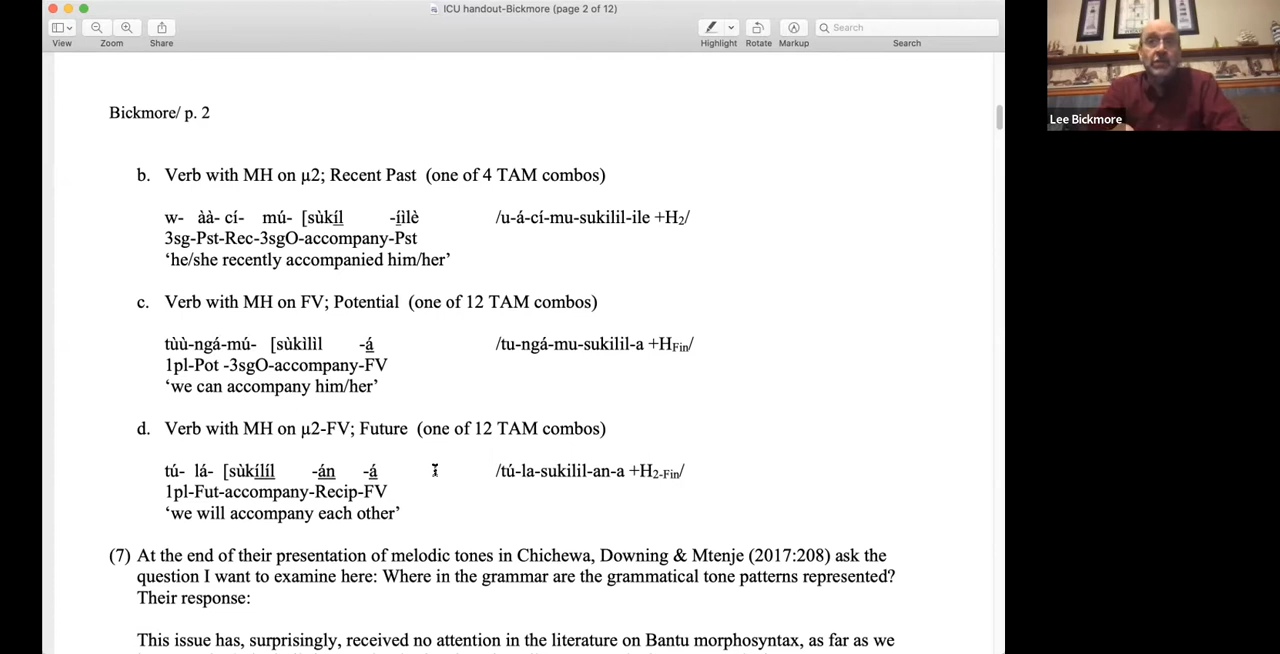 ICU handout-Bickmore (page 2 of 12)
View Zoom Share Highlight Rotate Markup Search Search
Lee Bickmore
Bickmore/ p. 2
b. Verb with MH on μ2; Recent Past (one of 4 TAM combos)
w- àà- cí- mú- [sùkíl -íìlè /u-á-cí-mu-sukilil-ile +H2/
3sg-Pst-Rec-3sgO-accompany-Pst
‘he/she recently accompanied him/her’
c. Verb with MH on FV; Potential (one of 12 TAM combos)
tùù-ngá-mú- [sùkìlìl -á /tu-ngá-mu-sukilil-a +HFin/
1pl-Pot -3sgO-accompany-FV
‘we can accompany him/her’
d. Verb with MH on μ2-FV; Future (one of 12 TAM combos)
tú- lá- [sùkílíl -án -á /tú-la-sukilil-an-a +H2-Fin/
1pl-Fut-accompany-Recip-FV
‘we will accompany each other’
(7) At the end of their presentation of melodic tones in Chichewa, Downing & Mtenje (2017:208) ask the
question I want to examine here: Where in the grammar are the grammatical tone patterns represented?
Their response:
This issue has, surprisingly, received no attention in the literature on Bantu morphosyntax, as far as we